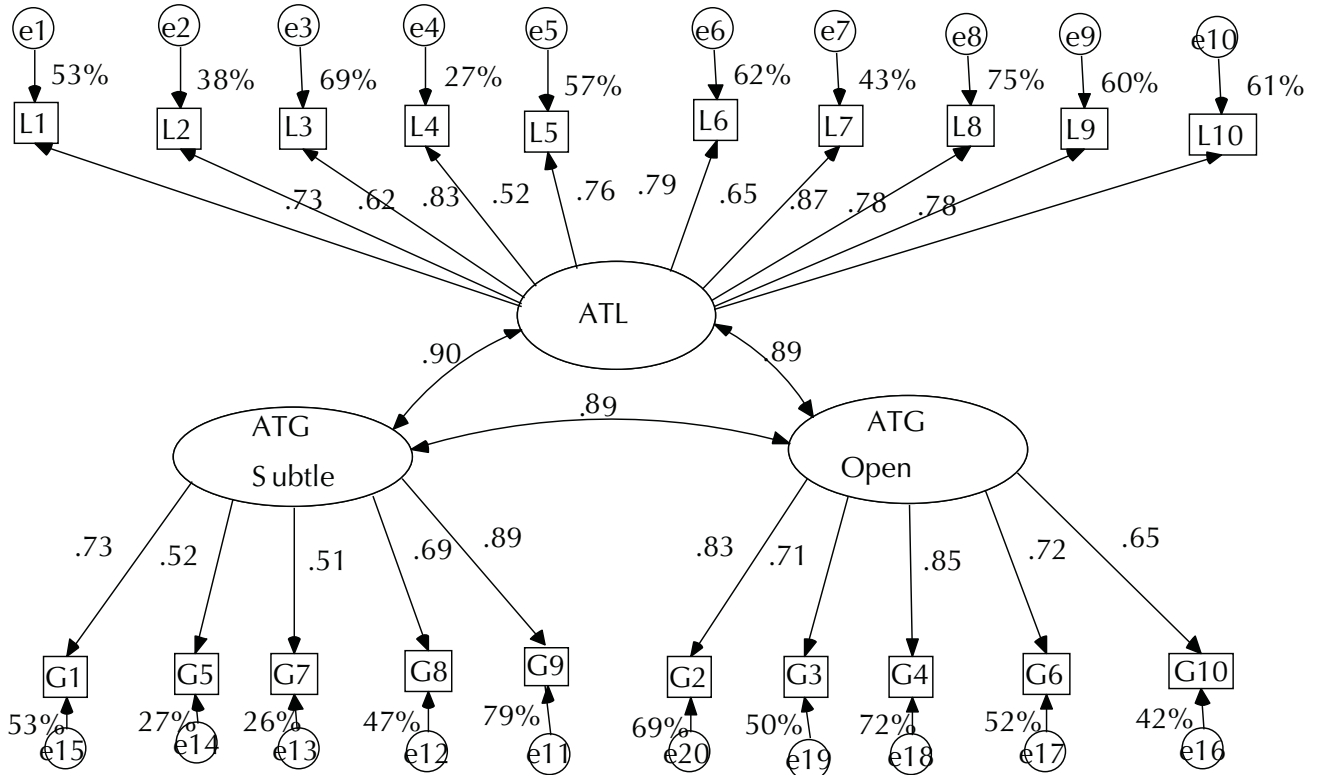 e1 e2 e3 e4 e5 e6 e7 e8 e9 e10
53% 38% 69% 27% 57% 62% 43% 75% 60% 61%
L1 L2 L3 L4 L5 L6 L7 L8 L9 L10
.73 .62 .83 .52 .76 .79 .65 .87 .78 .78
ATL
.90 .89
.89
ATG
Subtle
ATG
Open
.73 .52 .51 .69 .89 .83 .71 .85 .72 .65
G1 G5 G7 G8 G9 G2 G3 G4 G6 G10
53% 27% 26% 47% 79% 69% 50% 72% 52% 42%
e15 e14 e13 e12 e11 e20 e19 e18 e17 e16